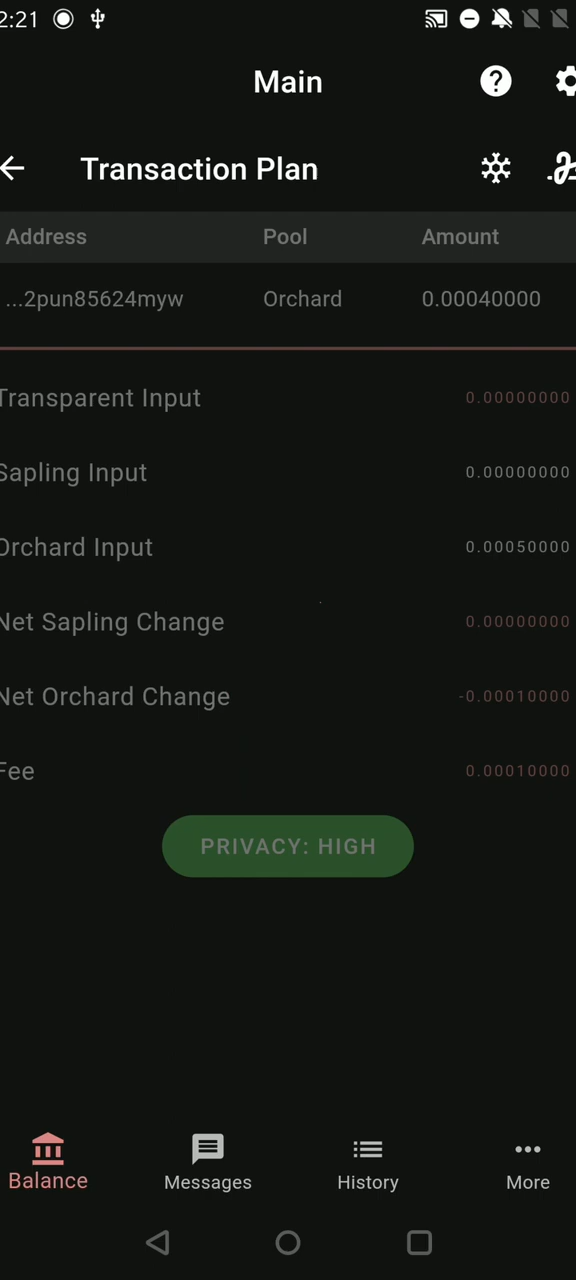 2:21
Main
Transaction Plan
Address Pool Amount
...2pun85624myw Orchard 0.00040000
Transparent Input 0.00000000
Sapling Input 0.00000000
Orchard Input 0.00050000
Net Sapling Change 0.00000000
Net Orchard Change -0.00010000
Fee 0.00010000
PRIVACY: HIGH
Balance Messages History More